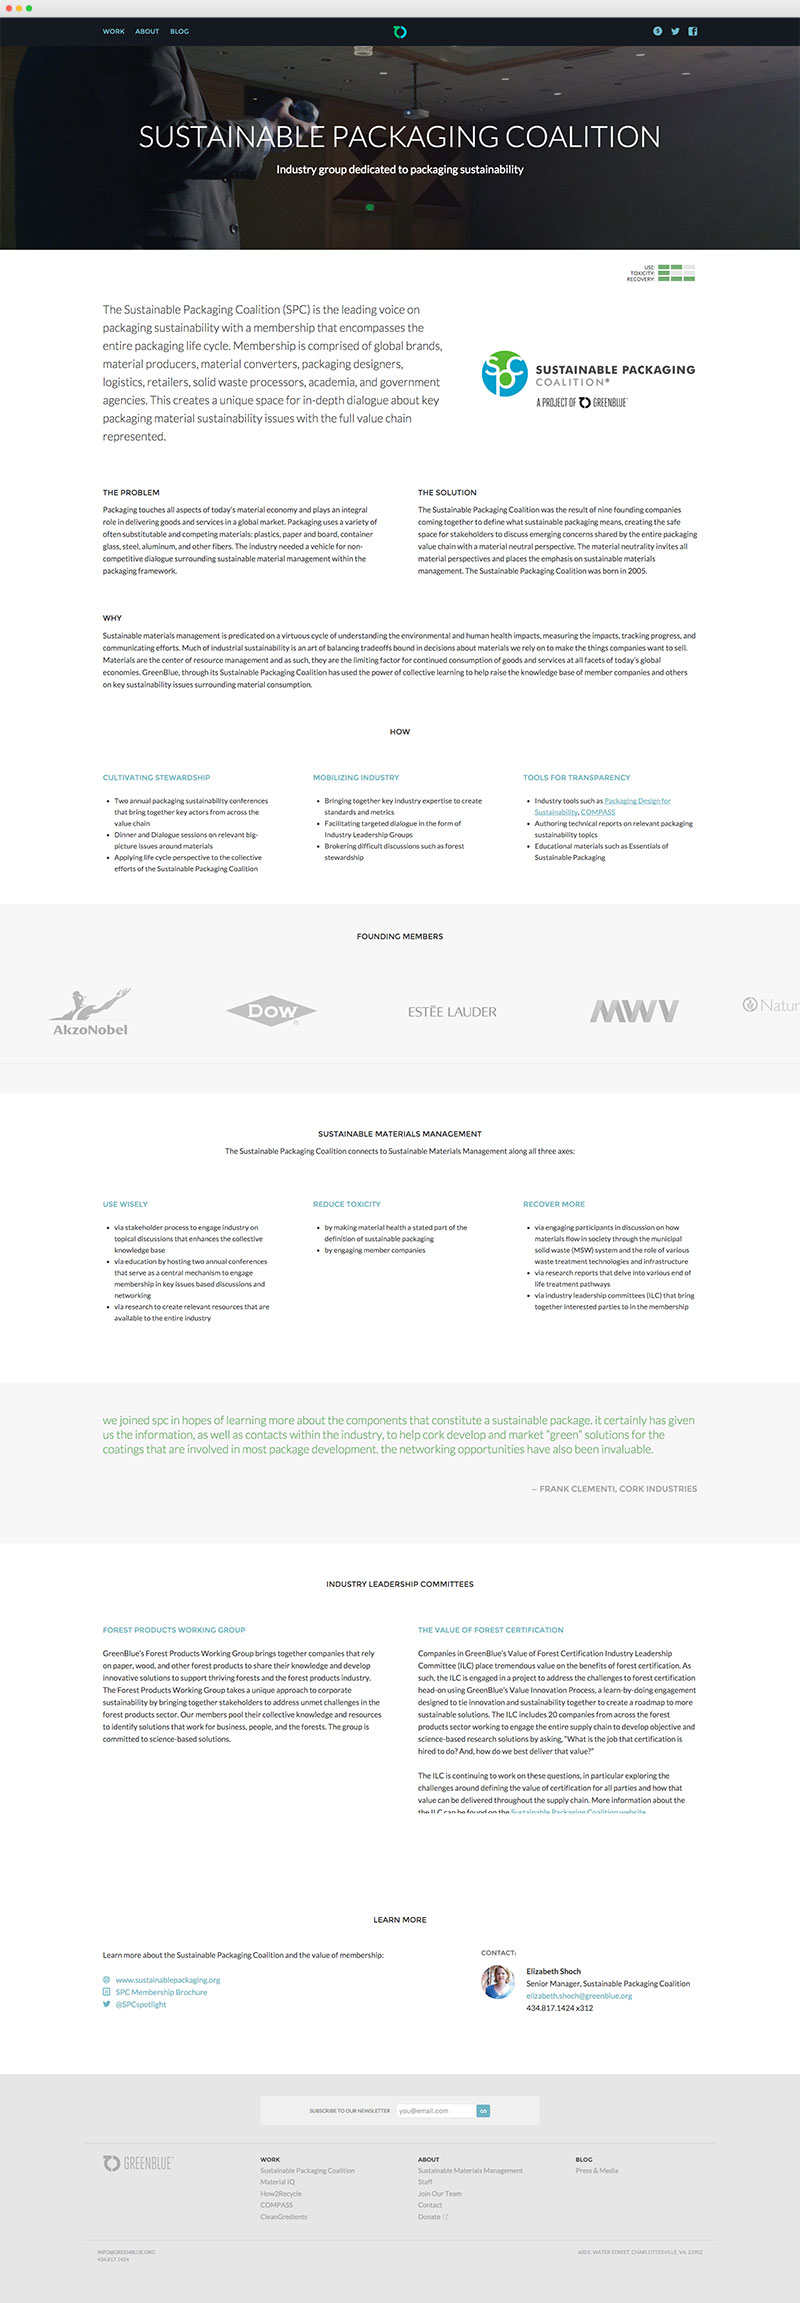 WORK ABOUT BLOG
SUSTAINABLE PACKAGING COALITION
Industry group dedicated to packaging sustainability
USE:
TOXICITY:
RECOVERY:
The Sustainable Packaging Coalition (SPC) is the leading voice on
packaging sustainability with a membership that encompasses the
entire packaging life cycle. Membership is comprised of global brands,
material producers, material converters, packaging designers,
logistics, retailers, solid waste processors, academia, and government
agencies. This creates a unique space for in-depth dialogue about key
packaging material sustainability issues with the full value chain
represented.
spc
SUSTAINABLE PACKAGING
COALITION®
A PROJECT OF GREENBLUE™
THE PROBLEM
Packaging touches all aspects of today's material economy and plays an integral
role in delivering goods and services in a global market. Packaging uses a variety of
often substitutable and competing materials: plastics, paper and board, container
glass, steel, aluminum, and other fibers. The industry needed a vehicle for non-
competitive dialogue surrounding sustainable material management within the
packaging framework.
THE SOLUTION
The Sustainable Packaging Coalition was the result of nine founding companies
coming together to define what sustainable packaging means, creating the safe
space for stakeholders to discuss emerging concerns shared by the entire packaging
value chain with a material neutral perspective. The material neutrality invites all
material perspectives and places the emphasis on sustainable materials
management. The Sustainable Packaging Coalition was born in 2005.
WHY
Sustainable materials management is predicated on a virtuous cycle of understanding the environmental and human health impacts, measuring the impacts, tracking progress, and
communicating efforts. Much of industrial sustainability is an art of balancing tradeoffs bound in decisions about materials we rely on to make the things companies want to sell.
Materials are the center of resource management and as such, they are the limiting factor for continued consumption of goods and services at all facets of today's global
economies. GreenBlue, through its Sustainable Packaging Coalition has used the power of collective learning to help raise the knowledge base of member companies and others
on key sustainability issues surrounding material consumption.
HOW
CULTIVATING STEWARDSHIP
• Two annual packaging sustainability conferences
that bring together key actors from across the
value chain
• Dinner and Dialogue sessions on relevant big-
picture issues around materials
• Applying life cycle perspective to the collective
efforts of the Sustainable Packaging Coalition
MOBILIZING INDUSTRY
• Bringing together key industry expertise to create
standards and metrics
• Facilitating targeted dialogue in the form of
Industry Leadership Groups
• Brokering difficult discussions such as forest
stewardship
TOOLS FOR TRANSPARENCY
• Industry tools such as Packaging Design for
Sustainability, COMPASS
• Authoring technical reports on relevant packaging
sustainability topics
• Educational materials such as Essentials of
Sustainable Packaging
FOUNDING MEMBERS
AkzoNobel
DOW®
ESTĒE LAUDER
MWV
Natur
SUSTAINABLE MATERIALS MANAGEMENT
The Sustainable Packaging Coalition connects to Sustainable Materials Management along all three axes:
USE WISELY
• via stakeholder process to engage industry on
topical discussions that enhances the collective
knowledge base
• via education by hosting two annual conferences
that serve as a central mechanism to engage
membership in key issues based discussions and
networking
• via research to create relevant resources that are
available to the entire industry
REDUCE TOXICITY
• by making material health a stated part of the
definition of sustainable packaging
• by engaging member companies
RECOVER MORE
• via engaging participants in discussion on how
materials flow in society through the municipal
solid waste (MSW) system and the role of various
waste treatment technologies and infrastructure
• via research reports that delve into various end of
life treatment pathways
• via industry leadership committees (ILC) that bring
together interested parties to in the membership
we joined spc in hopes of learning more about the components that constitute a sustainable package. it certainly has given
us the information, as well as contacts within the industry, to help cork develop and market "green" solutions for the
coatings that are involved in most package development. the networking opportunities have also been invaluable.
– FRANK CLEMENTI, CORK INDUSTRIES
INDUSTRY LEADERSHIP COMMITTEES
FOREST PRODUCTS WORKING GROUP
GreenBlue's Forest Products Working Group brings together companies that rely
on paper, wood, and other forest products to share their knowledge and develop
innovative solutions to support thriving forests and the forest products industry.
The Forest Products Working Group takes a unique approach to corporate
sustainability by bringing together stakeholders to address unmet challenges in the
forest products sector. Our members pool their collective knowledge and resources
to identify solutions that work for business, people, and the forests. The group is
committed to science-based solutions.
THE VALUE OF FOREST CERTIFICATION
Companies in GreenBlue's Value of Forest Certification Industry Leadership
Committee (ILC) place tremendous value on the benefits of forest certification. As
such, the ILC is engaged in a project to address the challenges to forest certification
head-on using GreenBlue's Value Innovation Process, a learn-by-doing engagement
designed to tie innovation and sustainability together to create a roadmap to more
sustainable solutions. The ILC includes 20 companies from across the forest
products sector working to engage the entire supply chain to develop objective and
science-based research solutions by asking, "What is the job that certification is
hired to do? And, how do we best deliver that value?"
The ILC is continuing to work on these questions, in particular exploring the
challenges around defining the value of certification for all parties and how that
value can be delivered throughout the supply chain. More information about the
the ILC can be found on the Sustainable Packaging Coalition website
LEARN MORE
Learn more about the Sustainable Packaging Coalition and the value of membership:
www.sustainablepackaging.org
SPC Membership Brochure
@SPCspotlight
CONTACT:
Elizabeth Shoch
Senior Manager, Sustainable Packaging Coalition
elizabeth.shoch@greenblue.org
434.817.1424 x312
SUBSCRIBE TO OUR NEWSLETTER you@email.com GO
GREENBLUE™
WORK
Sustainable Packaging Coalition
Material IQ
How2Recycle
COMPASS
CleanGredients
ABOUT
Sustainable Materials Management
Staff
Join Our Team
Contact
Donate
BLOG
Press & Media
INFO@GREENBLUE.ORG
434.817.1424
600 E. WATER STREET, CHARLOTTESVILLE, VA, 22902